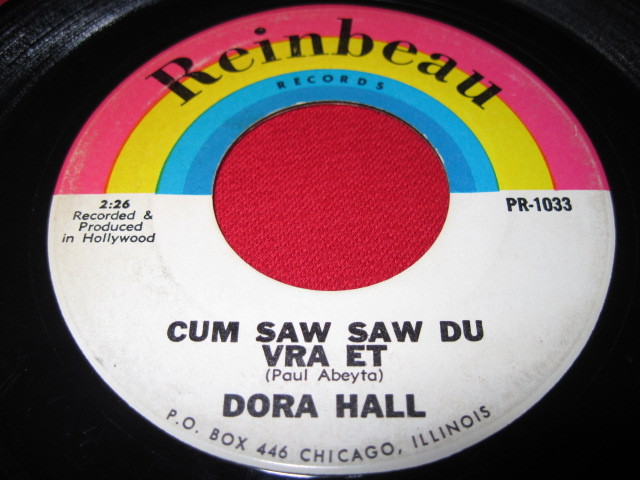 Reinbeau
RECORDS
2:26
Recorded &
Produced
in Hollywood
PR-1033
CUM SAW SAW DU
VRA ET
(Paul Abeyta)
DORA HALL
P.O. BOX 446 CHICAGO, ILLINOIS